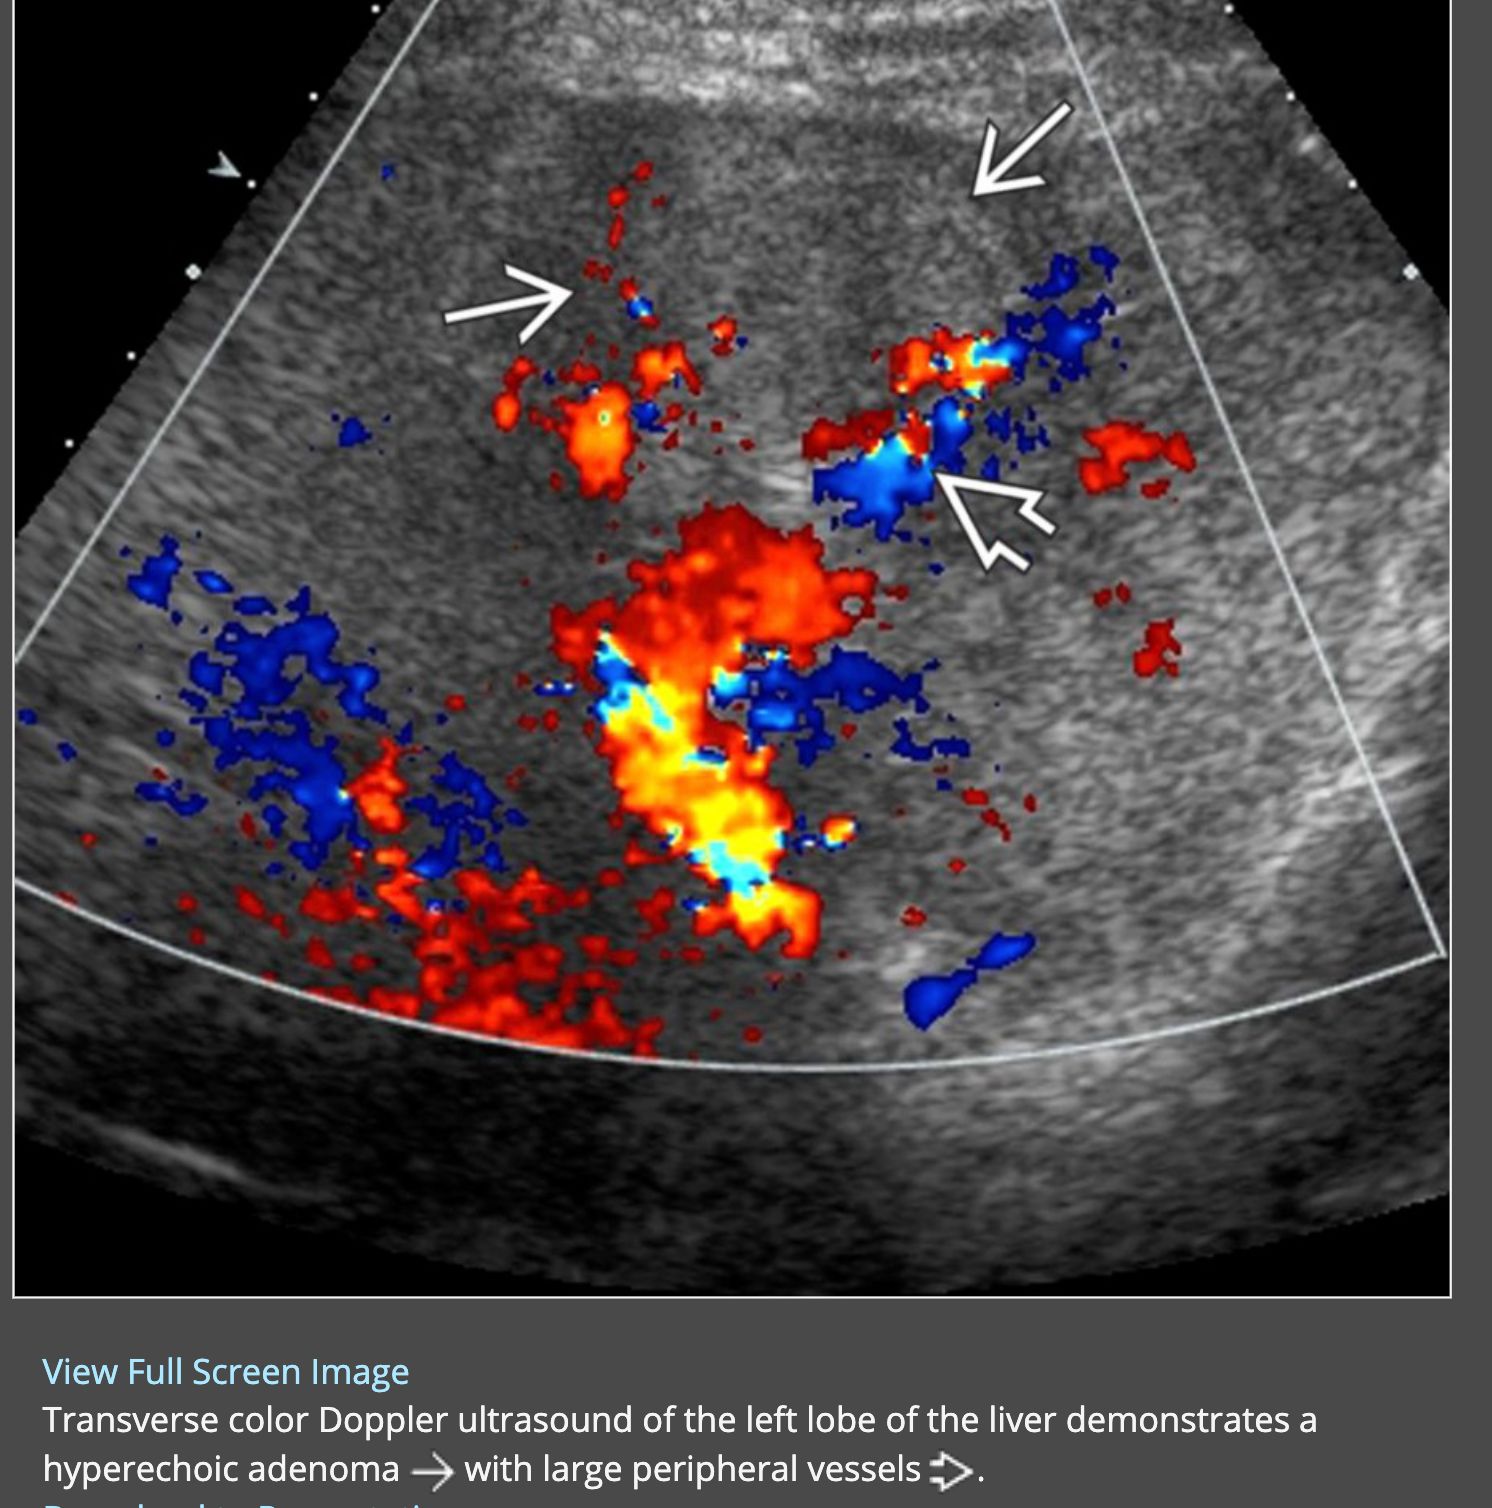 View Full Screen Image
Transverse color Doppler ultrasound of the left lobe of the liver demonstrates a
hyperechoic adenoma → with large peripheral vessels ⇨.